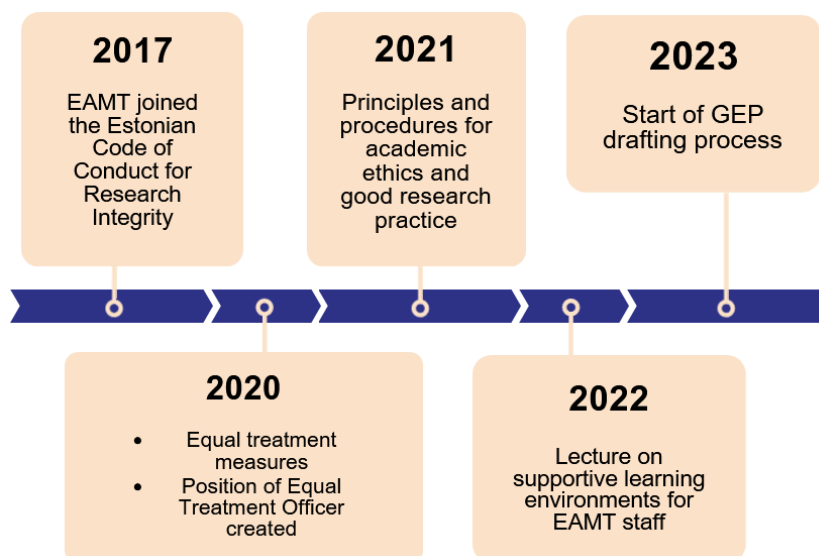 2017
EAMT joined
the Estonian
Code of
Conduct for
Research
Integrity
2020
• Equal treatment
measures
• Position of Equal
Treatment Officer
created
2021
Principles and
procedures for
academic
ethics and
good research
practice
2022
Lecture on
supportive learning
environments for
EAMT staff
2023
Start of GEP
drafting process